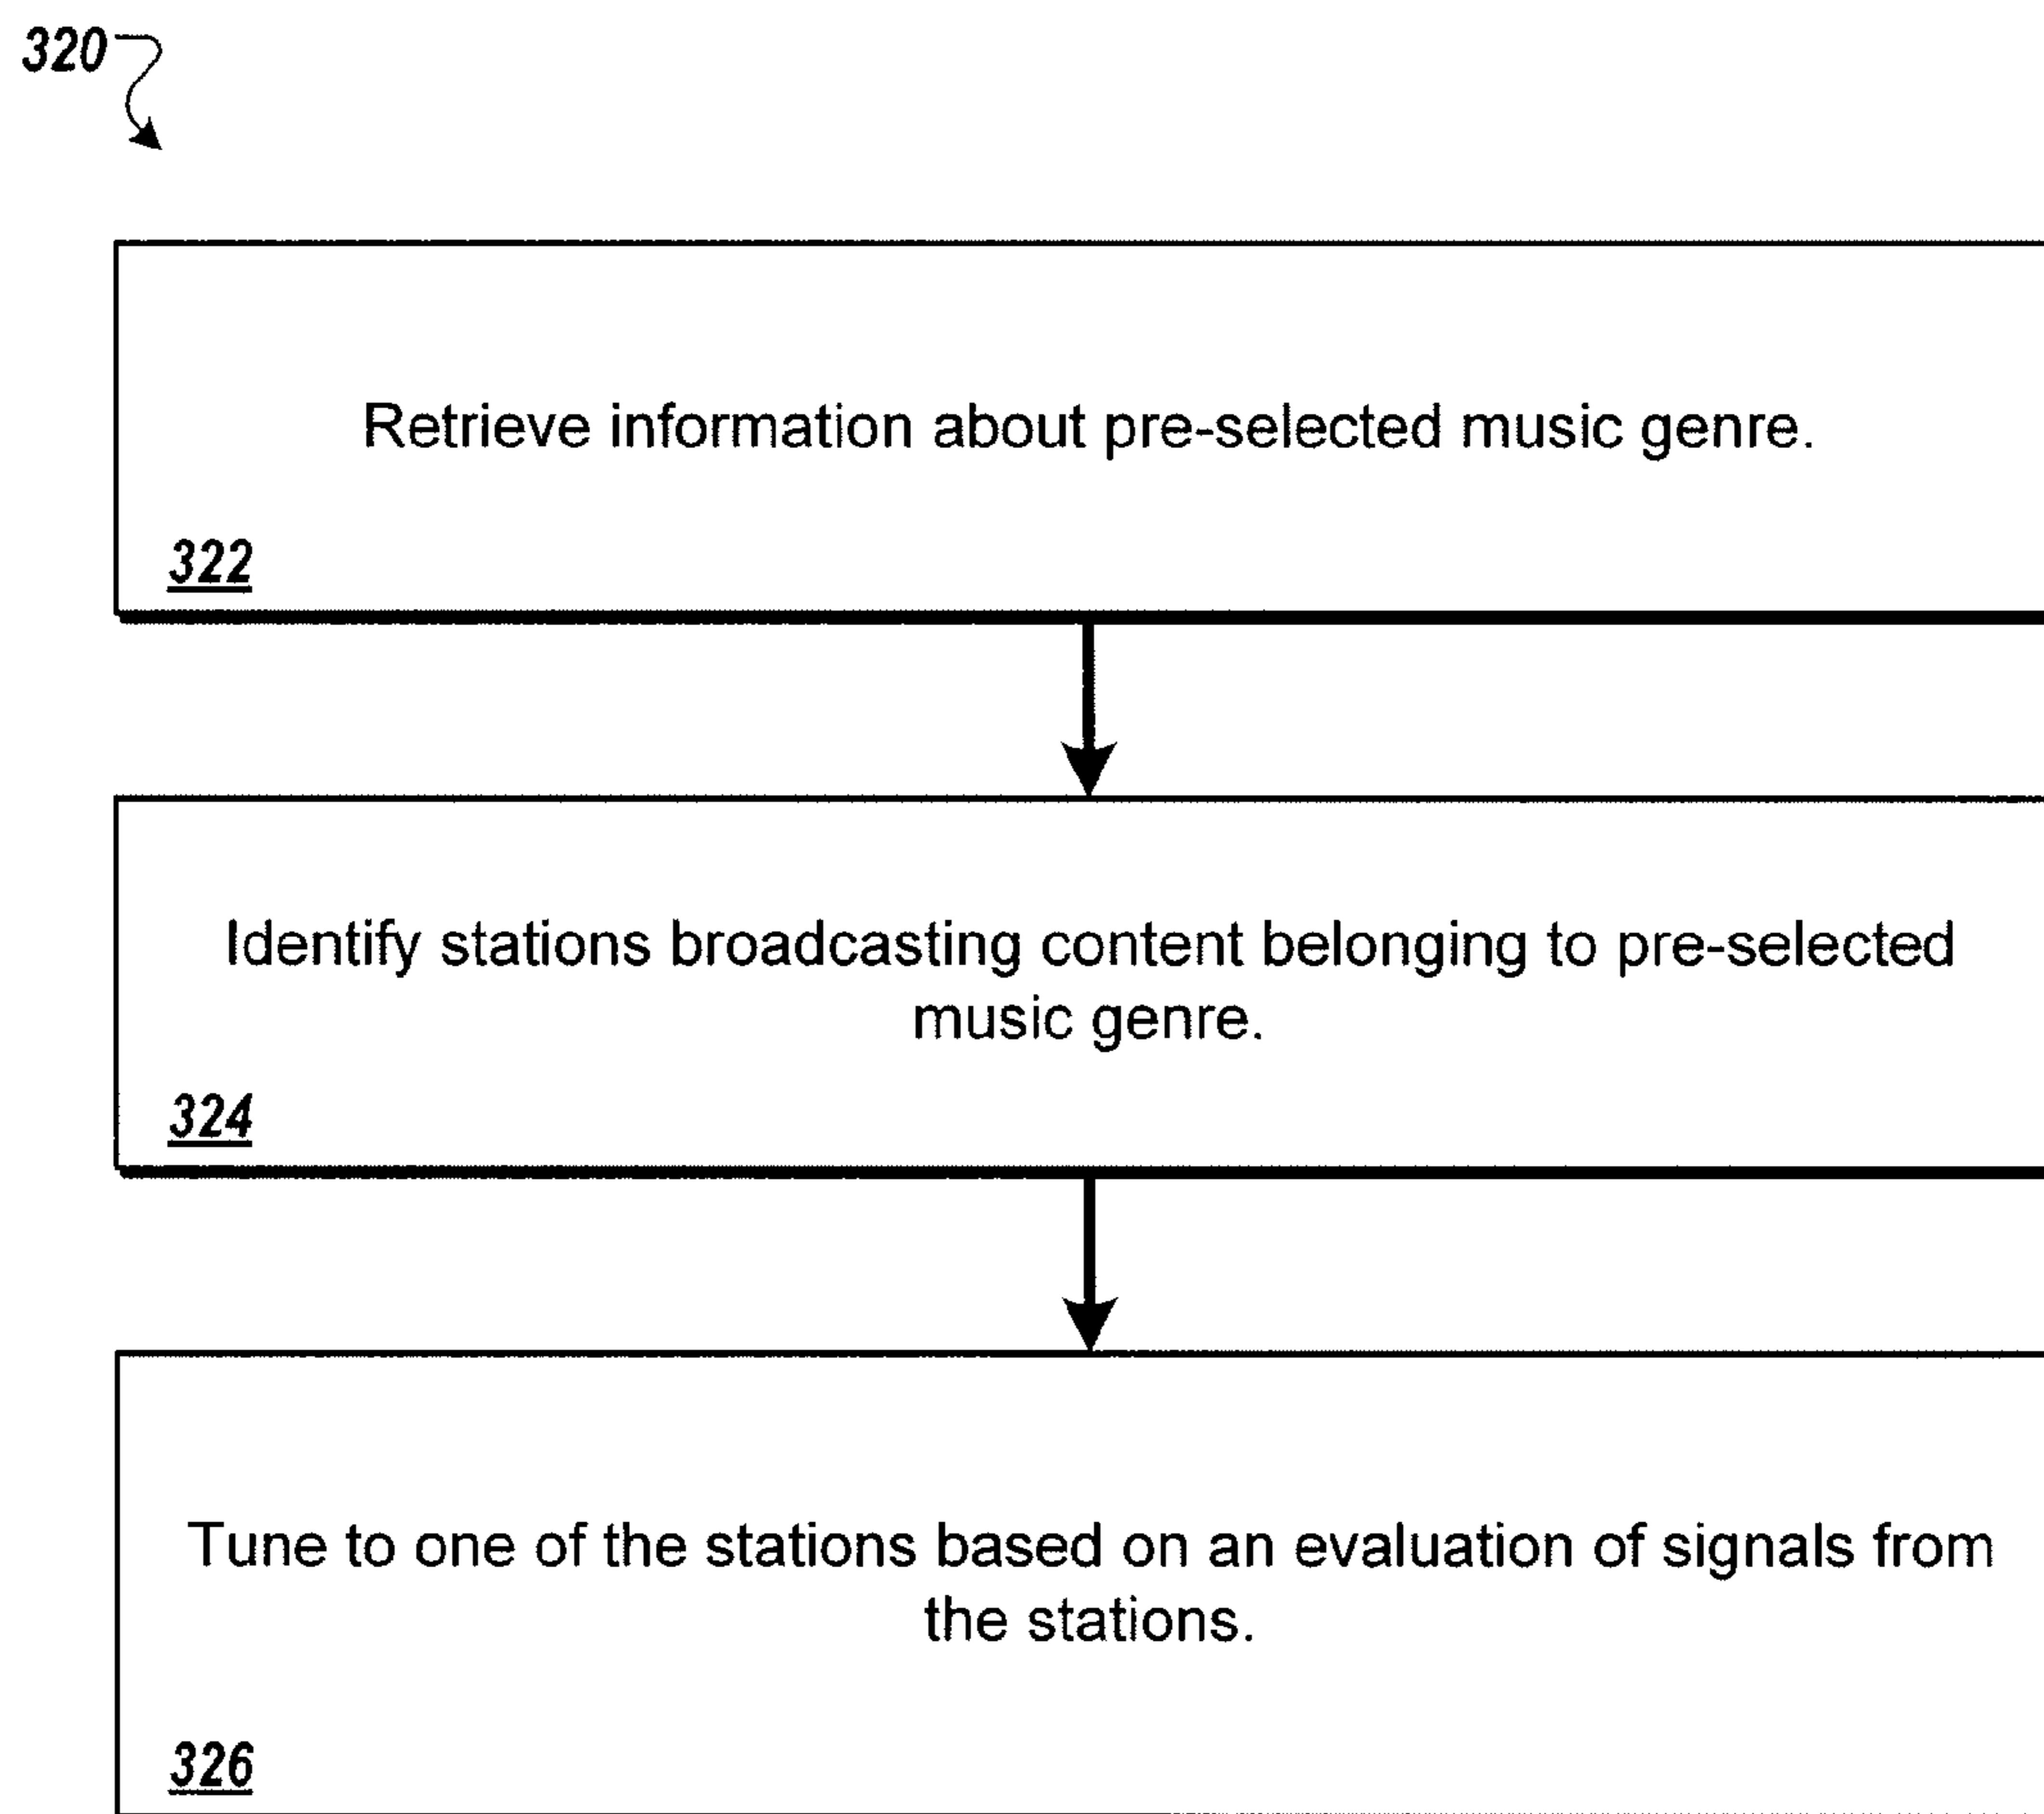 320
Retrieve information about pre-selected music genre.
322
Identify stations broadcasting content belonging to pre-selected
music genre.
324
Tune to one of the stations based on an evaluation of signals from
the stations.
326